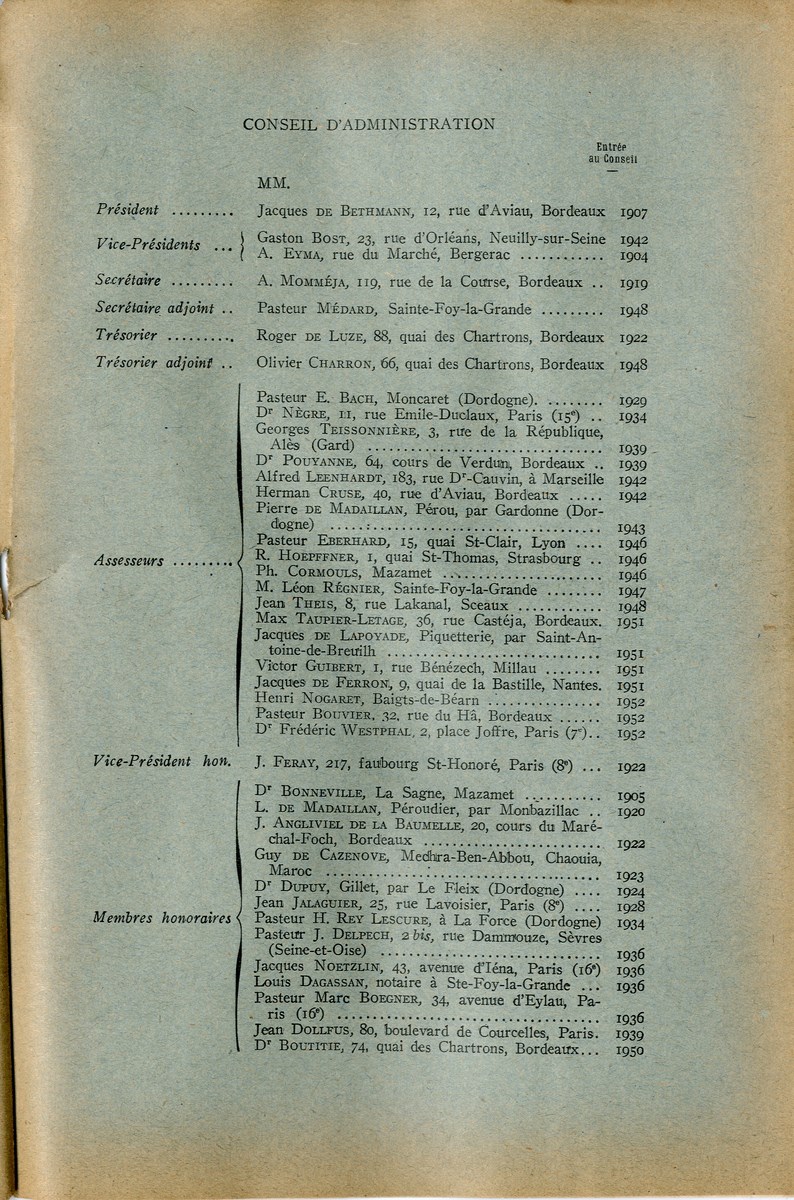 CONSEIL D'ADMINISTRATION
Entrée
au Conseil
MM.
Président ......... Jacques DE BETHMANN, 12, rue d'Aviau, Bordeaux 1907
Vice-Présidents ... { Gaston BOST, 23, rue d'Orléans, Neuilly-sur-Seine 1942
A. EYMA, rue du Marché, Bergerac ............ 1904
Secrétaire ......... A. MOMMÉJA, 119, rue de la Course, Bordeaux .. 1919
Secrétaire adjoint .. Pasteur MÉDARD, Sainte-Foy-la-Grande ......... 1948
Trésorier .......... Roger DE LUZE, 88, quai des Chartrons, Bordeaux 1922
Trésorier adjoint .. Olivier CHARRON, 66, quai des Chartrons, Bordeaux 1948
Pasteur E. BACH, Moncaret (Dordogne). ........ 1929
Dr NÈGRE, 11, rue Emile-Duclaux, Paris (15e) .. 1934
Georges TEISSONNIÈRE, 3, rue de la République,
Alès (Gard) .................................. 1939
Dr POUYANNE, 64, cours de Verdun, Bordeaux .. 1939
Alfred LEENHARDT, 183, rue Dr-Cauvin, à Marseille 1942
Herman CRUSE, 40, rue d'Aviau, Bordeaux ..... 1942
Pierre DE MADAILLAN, Pérou, par Gardonne (Dor-
dogne) ....................................... 1943
Pasteur EBERHARD, 15, quai St-Clair, Lyon .... 1946
Assesseurs ......... { R. HOEPFFNER, 1, quai St-Thomas, Strasbourg .. 1946
Ph. CORMOULS, Mazamet ....................... 1946
M. Léon RÉGNIER, Sainte-Foy-la-Grande ........ 1947
Jean THEIS, 8, rue Lakanal, Sceaux ............ 1948
Max TAUPIER-LETAGE, 36, rue Castéja, Bordeaux. 1951
Jacques DE LAPOYADE, Piquetterie, par Saint-An-
toine-de-Breuilh ............................... 1951
Victor GUIBERT, 1, rue Bénézech, Millau ........ 1951
Jacques DE FERRON, 9, quai de la Bastille, Nantes. 1951
Henri NOGARET, Baigts-de-Béarn ................ 1952
Pasteur BOUVIER, 32, rue du Hâ, Bordeaux ...... 1952
Dr Frédéric WESTPHAL, 2, place Joffre, Paris (7e).. 1952
Vice-Président hon. J. FERAY, 217, faubourg St-Honoré, Paris (8e) ... 1922
Dr BONNEVILLE, La Sagne, Mazamet ........... 1905
L. DE MADAILLAN, Péroudier, par Monbazillac .. 1920
J. ANGLIVIEL DE LA BAUMELLE, 20, cours du Maré-
chal-Foch, Bordeaux .......................... 1922
Guy DE CAZENOVE, Medhra-Ben-Abbou, Chaouia,
Maroc ........................................ 1923
Dr DUPUY, Gillet, par Le Fleix (Dordogne) .... 1924
Jean JALAGUIER, 25, rue Lavoisier, Paris (8e) .... 1928
Membres honoraires { Pasteur H. REY LESCURE, à La Force (Dordogne) 1934
Pasteur J. DELPECH, 2 bis, rue Dammouze, Sèvres
(Seine-et-Oise) ................................ 1936
Jacques NOETZLIN, 43, avenue d'Iéna, Paris (16e) 1936
Louis DAGASSAN, notaire à Ste-Foy-la-Grande ... 1936
Pasteur Marc BOEGNER, 34, avenue d'Eylau, Pa-
ris (16e) ...................................... 1936
Jean DOLLFUS, 80, boulevard de Courcelles, Paris. 1939
Dr BOUTITIE, 74, quai des Chartrons, Bordeaux... 1950